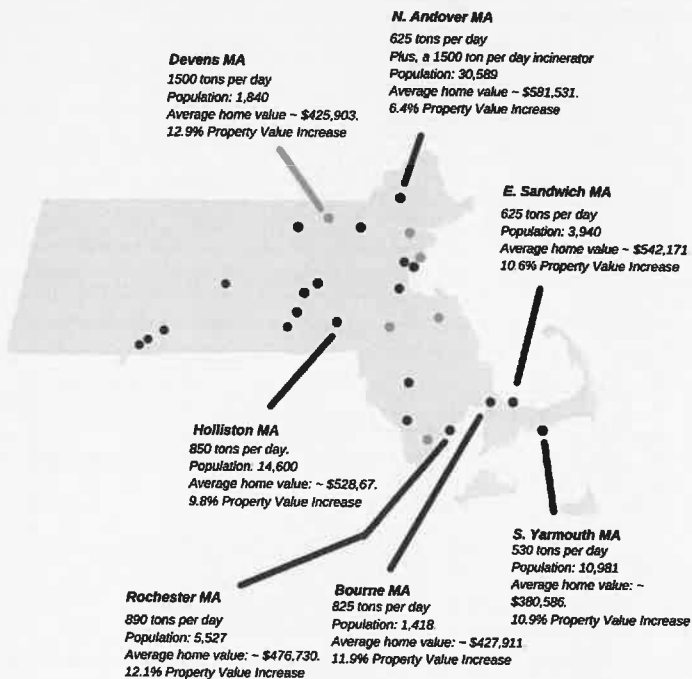 N. Andover MA
625 tons per day
Plus, a 1500 ton per day incinerator
Population: 30,589
Average home value ~ $581,531.
6.4% Property Value Increase
Devens MA
1500 tons per day
Population: 1,840
Average home value ~ $425,903.
12.9% Property Value Increase
E. Sandwich MA
625 tons per day
Population: 3,940
Average home value ~ $542,171
10.6% Property Value Increase
Holliston MA
850 tons per day.
Population: 14,600
Average home value: ~ $528,67.
9.8% Property Value Increase
S. Yarmouth MA
530 tons per day
Population: 10,981
Average home value: ~
$380,586.
10.9% Property Value Increase
Rochester MA
890 tons per day
Population: 5,527
Average home value: ~ $476.730.
12.1% Property Value Increase
Bourne MA
825 tons per day
Population: 1,418.
Average home value: ~ $427,911
11.9% Property Value Increase